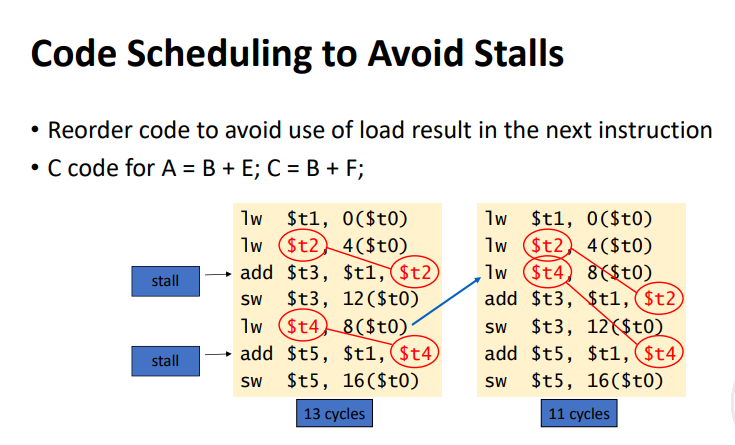 Code Scheduling to Avoid Stalls
• Reorder code to avoid use of load result in the next instruction
• C code for A = B + E; C = B + F;
lw $t1, 0($t0)
lw $t2, 4($t0)
stall
add $t3, $t1, $t2
sw $t3, 12($t0)
lw $t4, 8($t0)
stall
add $t5, $t1, $t4
sw $t5, 16($t0)
13 cycles
lw $t1, 0($t0)
lw $t2, 4($t0)
lw $t4, 8($t0)
add $t3, $t1, $t2
sw $t3, 12($t0)
add $t5, $t1, $t4
sw $t5, 16($t0)
11 cycles